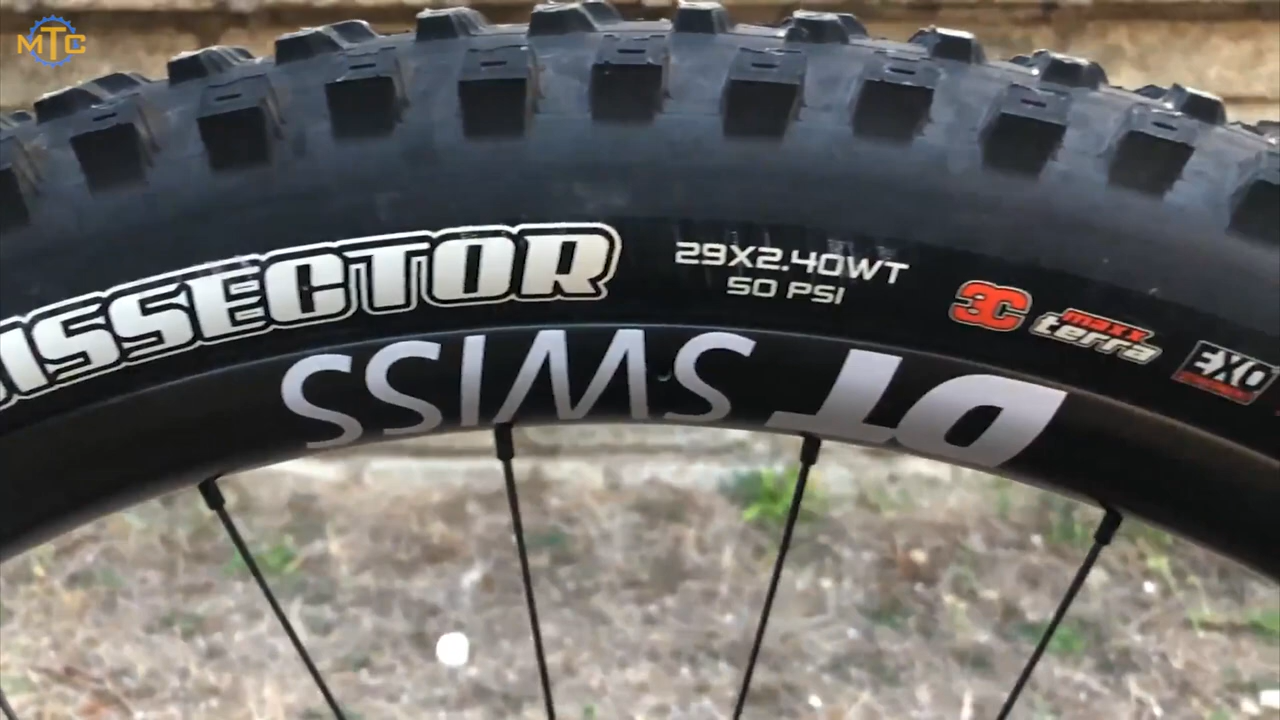 MTC
ISSECTOR
29X2.40WT
50 PSI
3C maxx
terra
EXO
DT SWISS